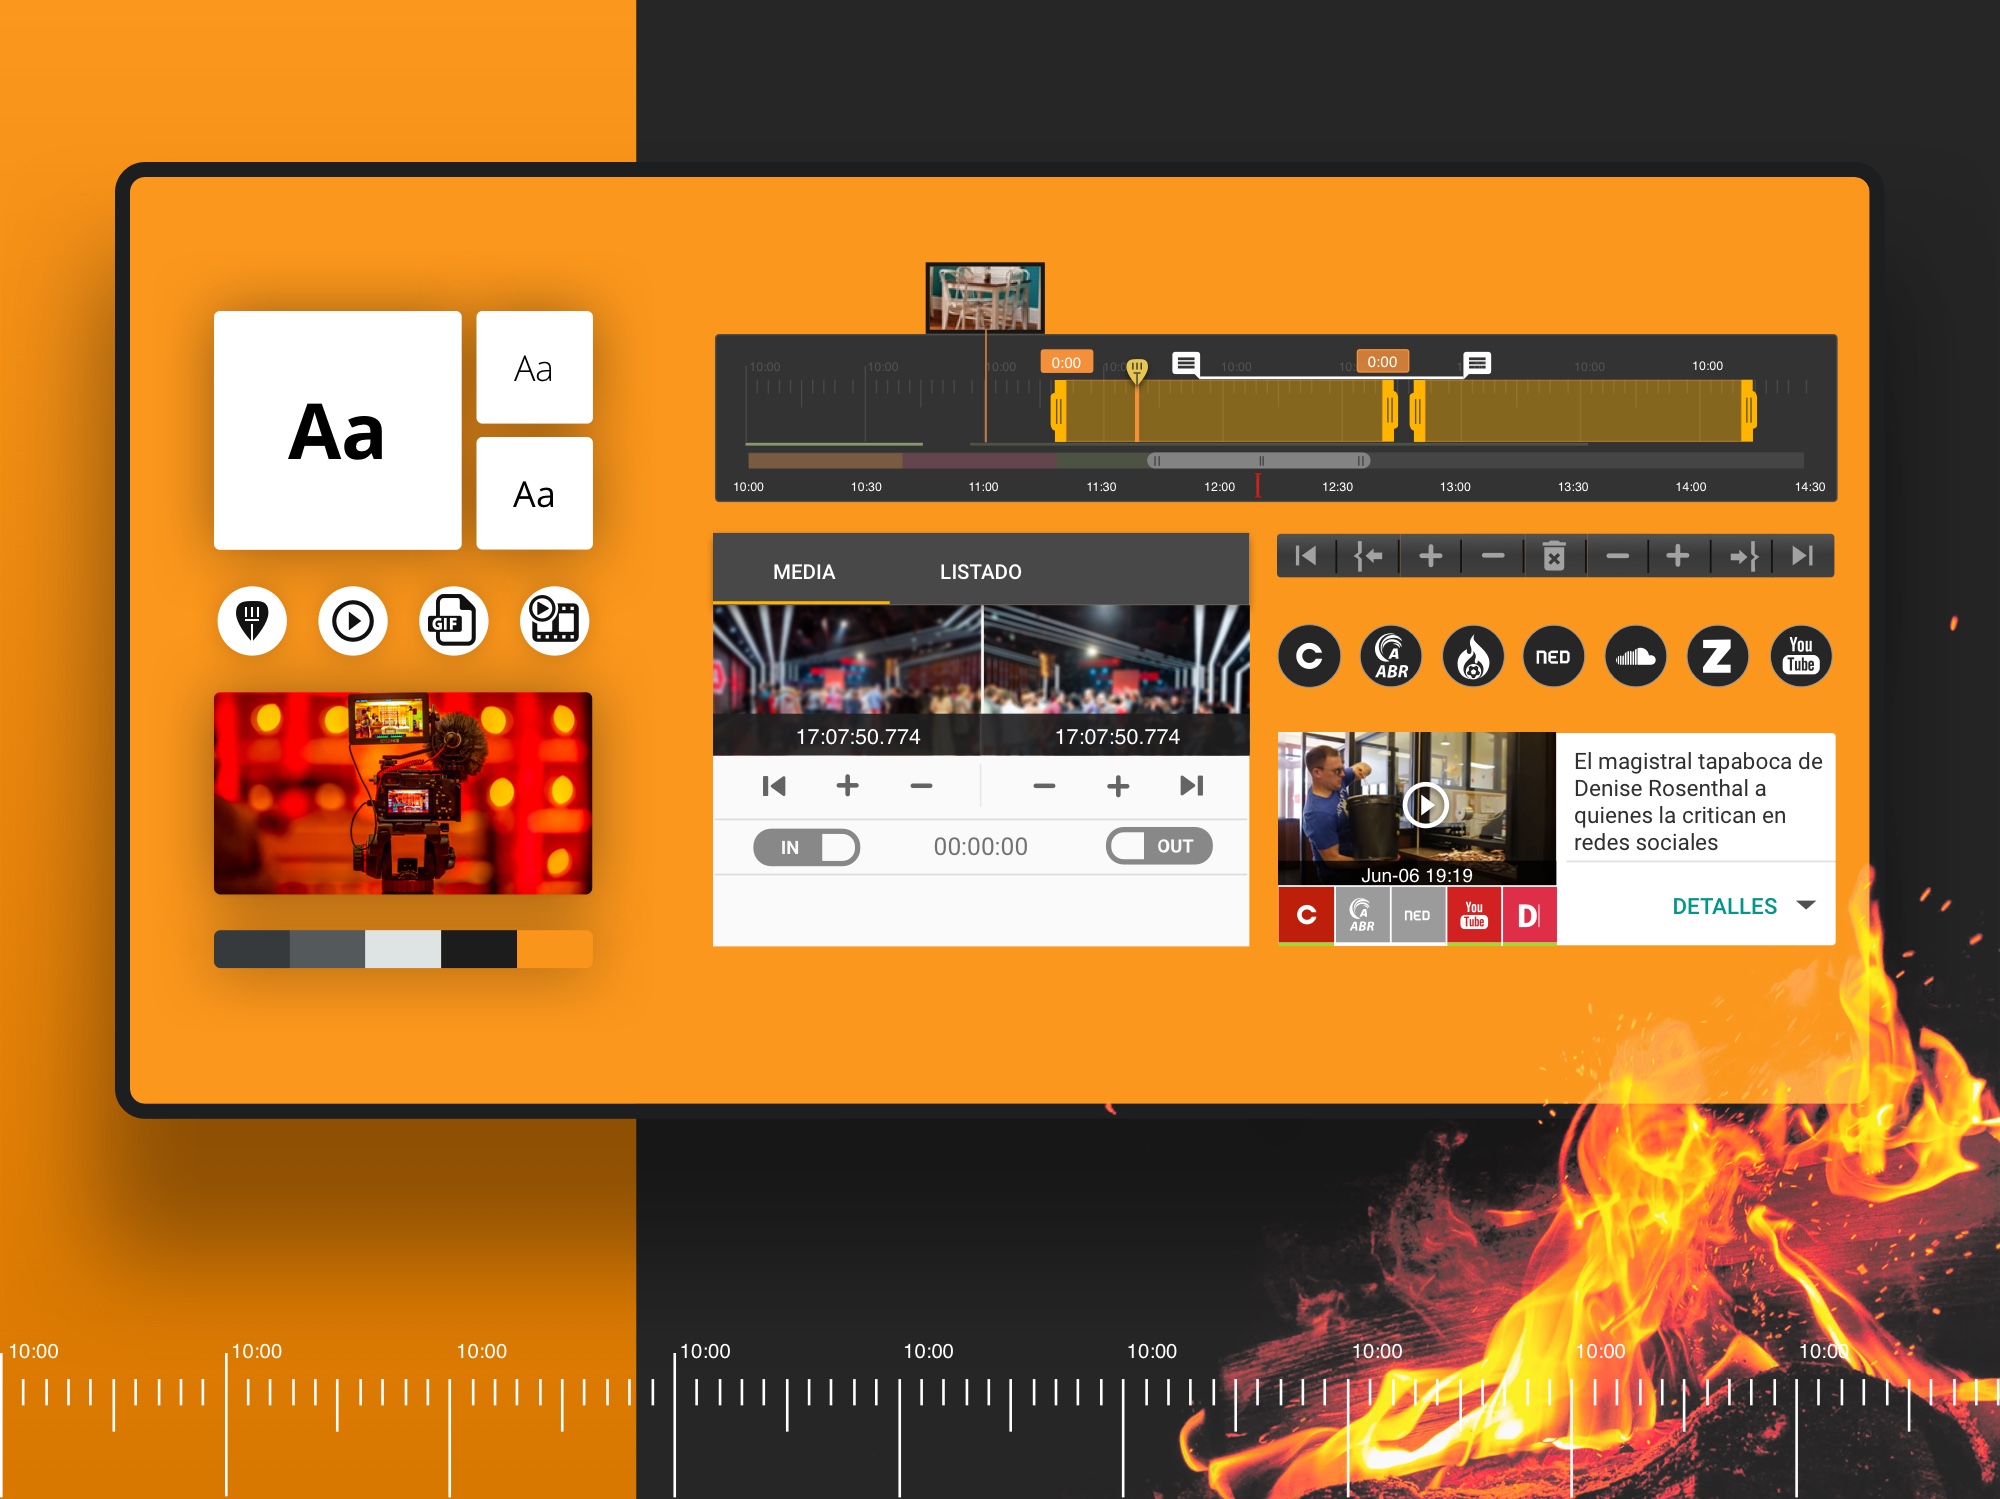 Aa
Aa
Aa
GIF
10:00
10:00
10:00
0:00
10:0
10:00
10:
0:00
10:00
10:00
10:00
10:30
11:00
11:30
12:00
12:30
13:00
13:30
14:00
14:30
MEDIA
LISTADO
17:07:50.774
17:07:50.774
IN
00:00:00
OUT
C
A
ABR
NED
Z
You
Tube
El magistral tapaboca de
Denise Rosenthal a
quienes la critican en
redes sociales
Jun-06 19:19
C
A
ABR
NED
You
Tube
D
DETALLES
10:00
10:00
10:00
10:00
10:00
10:00
10:00
10:00
10:00